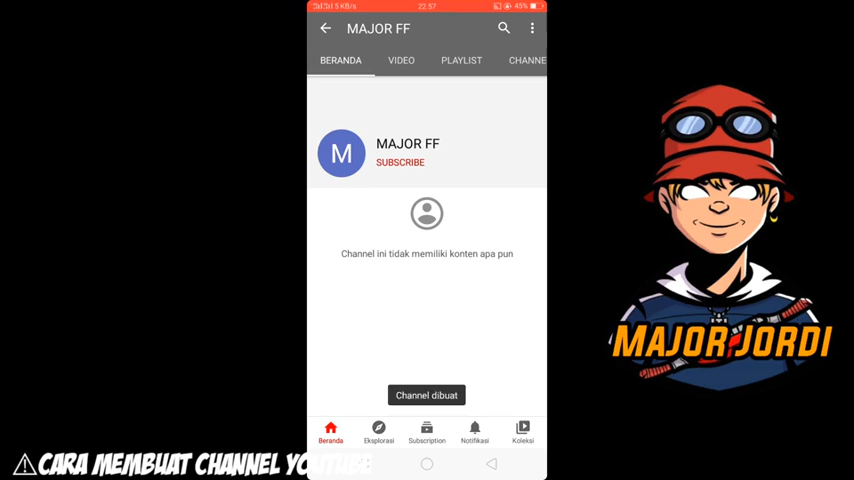 5 KB/s 22.57 45%
MAJOR FF
BERANDA VIDEO PLAYLIST CHANNE
M
MAJOR FF
SUBSCRIBE
Channel ini tidak memiliki konten apa pun
MAJOR JORDI
Channel dibuat
Beranda Eksplorasi Subscription Notifikasi Koleksi
⚠CARA MEMBUAT CHANNEL YOUTUBE